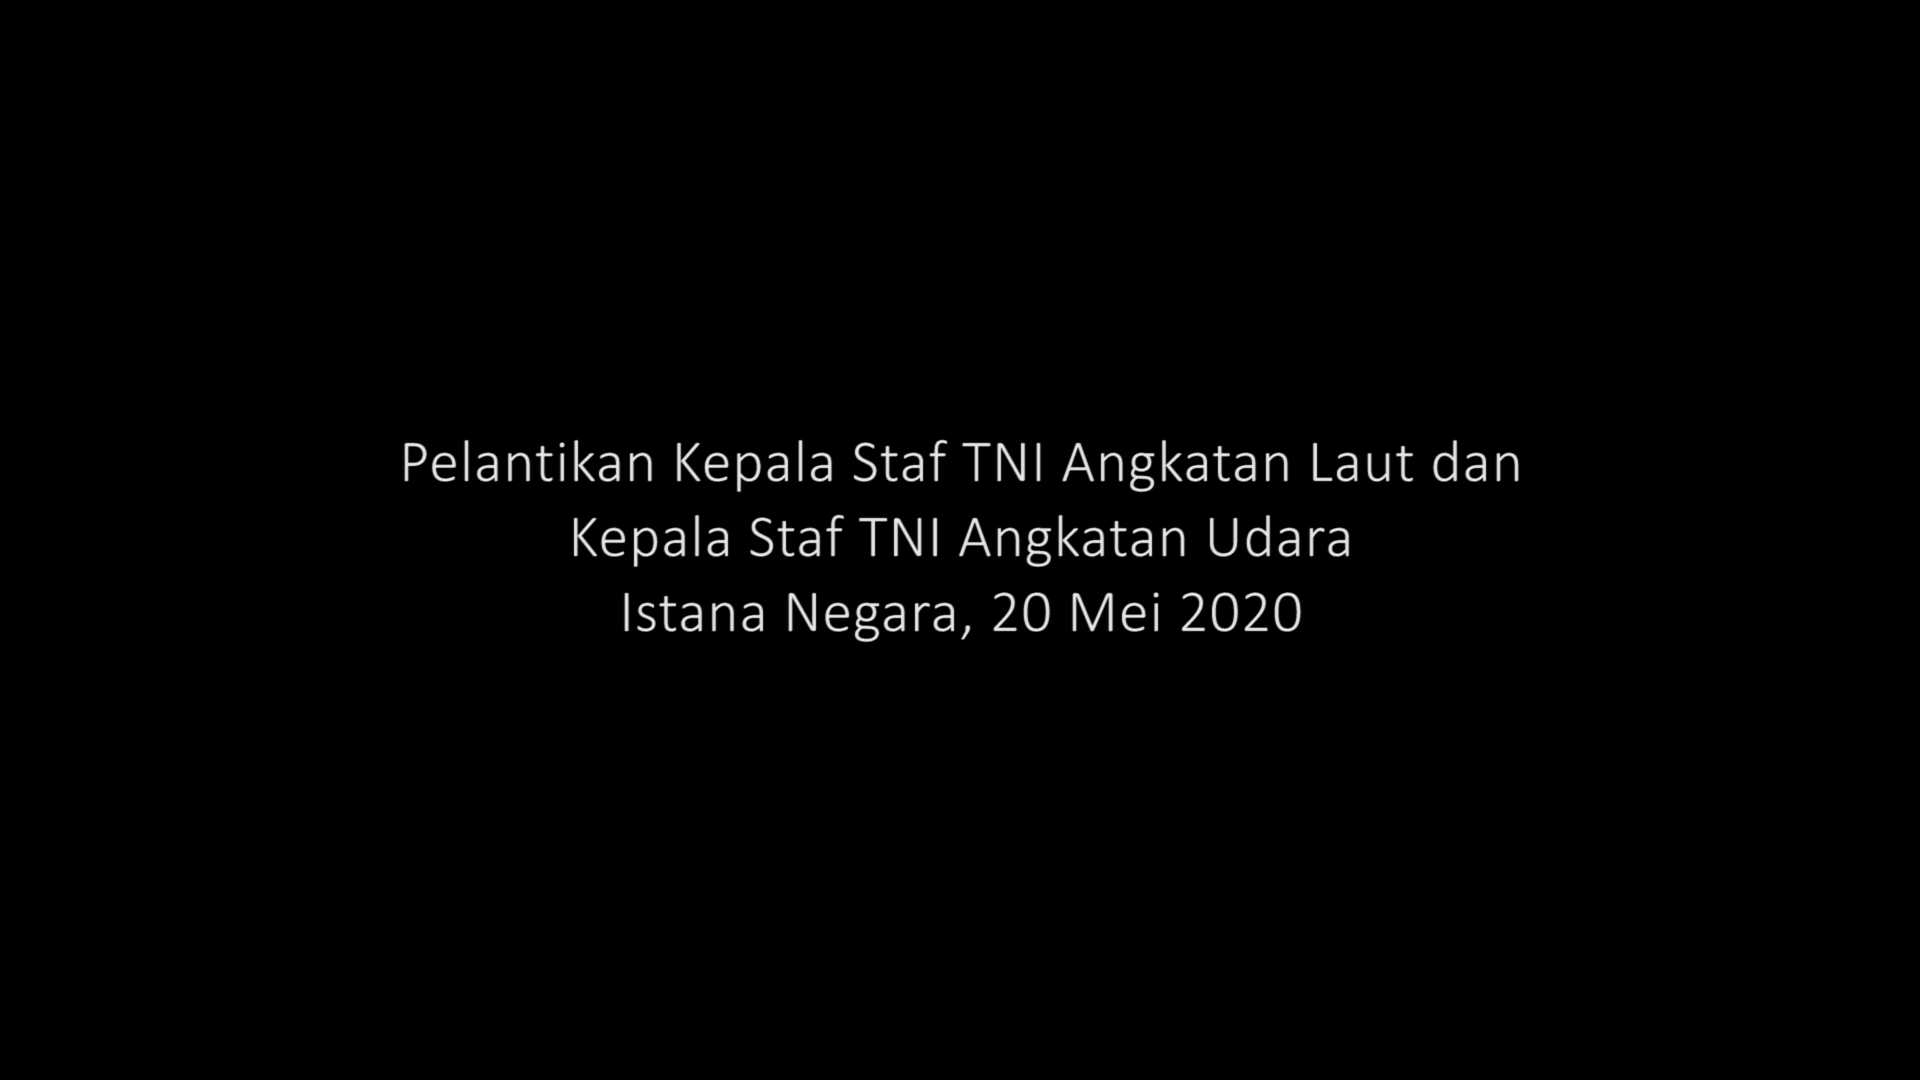 Pelantikan Kepala Staf TNI Angkatan Laut dan
Kepala Staf TNI Angkatan Udara
Istana Negara, 20 Mei 2020